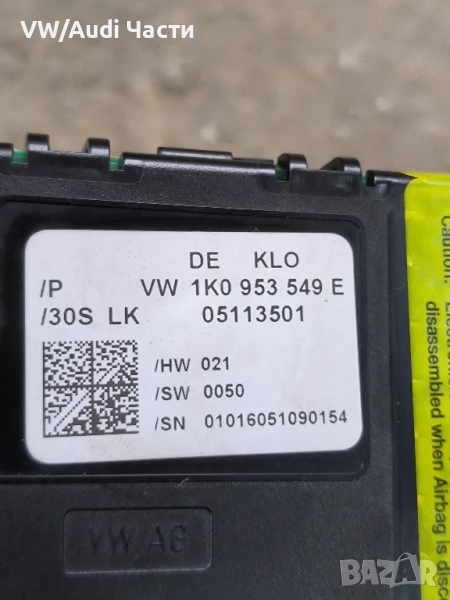 VW/Audi Части
DE KLO
/P VW 1K0 953 549 E
/30S LK 05113501
/HW 021
/SW 0050
/SN 01016051090154
VW AG
Caution:
disassembled when Airbag is
BAZAR